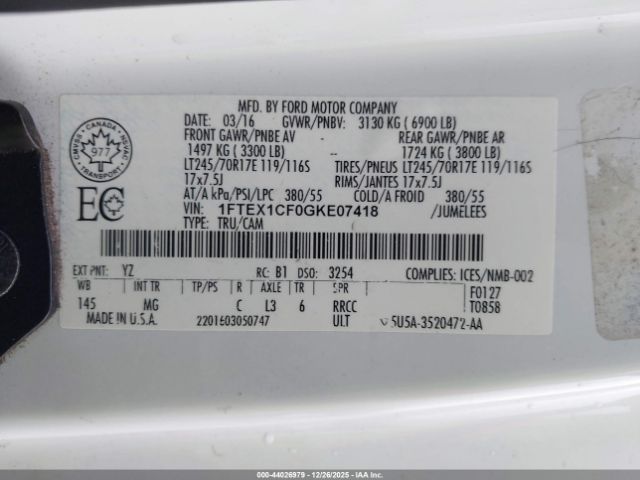 MFD. BY FORD MOTOR COMPANY
DATE: 03/16 GVWR/PNBV: 3130 KG ( 6900 LB)
FRONT GAWR/PNBE AV REAR GAWR/PNBE AR
1497 KG ( 3300 LB) -- 1724 KG ( 3800 LB)
LT245/70R17E 119/116S TIRES/PNEUS LT245/70R17E 119/116S
17x7.5J RIMS/JANTES 17x7.5J
AT/A kPa/PSI/LPC 380/55 COLD/A FROID 380/55
VIN: 1FTEX1CF0GKE07418 /JUMELEES
TYPE: TRU/CAM
CANADA
977
TRANSPORT
EC
EXT PNT: YZ RC: B1 DSO: 3254 COMPLIES: ICES/NMB-002
WB INT TR TP/PS R AXLE TR SPR F0127
145 MG C L3 6 RRCC T0858
MADE IN U.S.A. 2201603050747 ULT 5U5A-3520472-AA
000-44026979 • 12/26/2025 • IAAI.CA